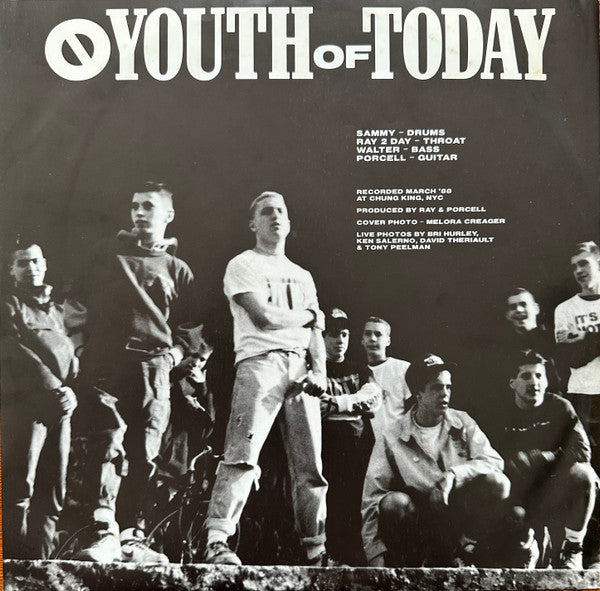 YOUTH OF TODAY
SAMMY – DRUMS
RAY 2 DAY – THROAT
WALTER – BASS
PORCELL – GUITAR
RECORDED MARCH '88
AT CHUNG KING, NYC
PRODUCED BY RAY & PORCELL
COVER PHOTO – MELORA CREAGER
LIVE PHOTOS BY BRI HURLEY,
KEN SALERNO, DAVID THERIAULT
& TONY PEELMAN
IT'S